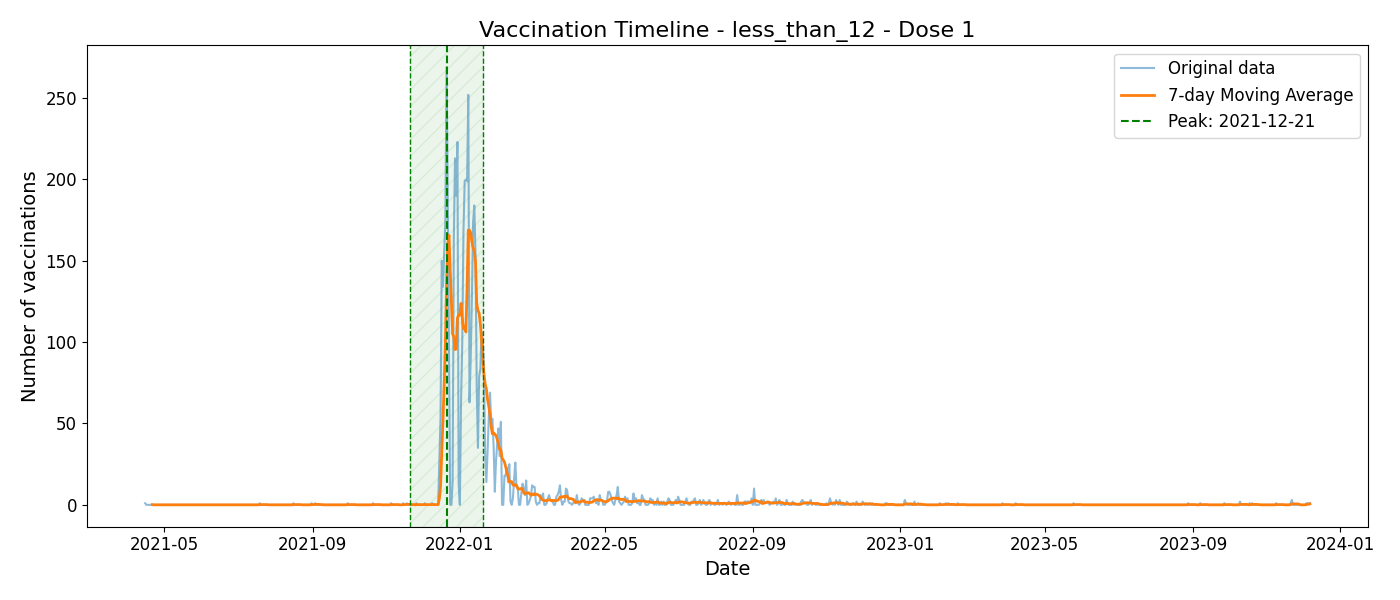 Vaccination Timeline - less_than_12 - Dose 1
Original data
7-day Moving Average
Peak: 2021-12-21
Number of vaccinations
250
200
150
100
50
0
2021-05 2021-09 2022-01 2022-05 2022-09 2023-01 2023-05 2023-09 2024-01
Date